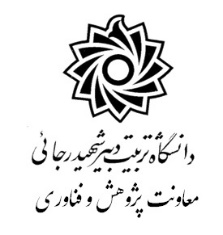 دانشگاه تربیت دبیر شهید رجائی
معاونت پژوهش و فناوری